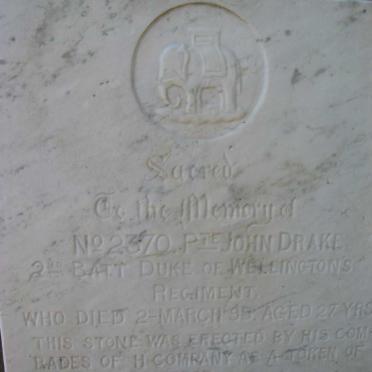 Sacred
To the Memory of
No 2370. Pte JOHN DRAKE
2ND BATT DUKE OF WELLINGTONS
REGIMENT.
WHO DIED 2ND MARCH 95, AGED 27 YRS
THIS STONE WAS ERECTED BY HIS COM-
RADES OF H COMPANY AS A TOKEN OF